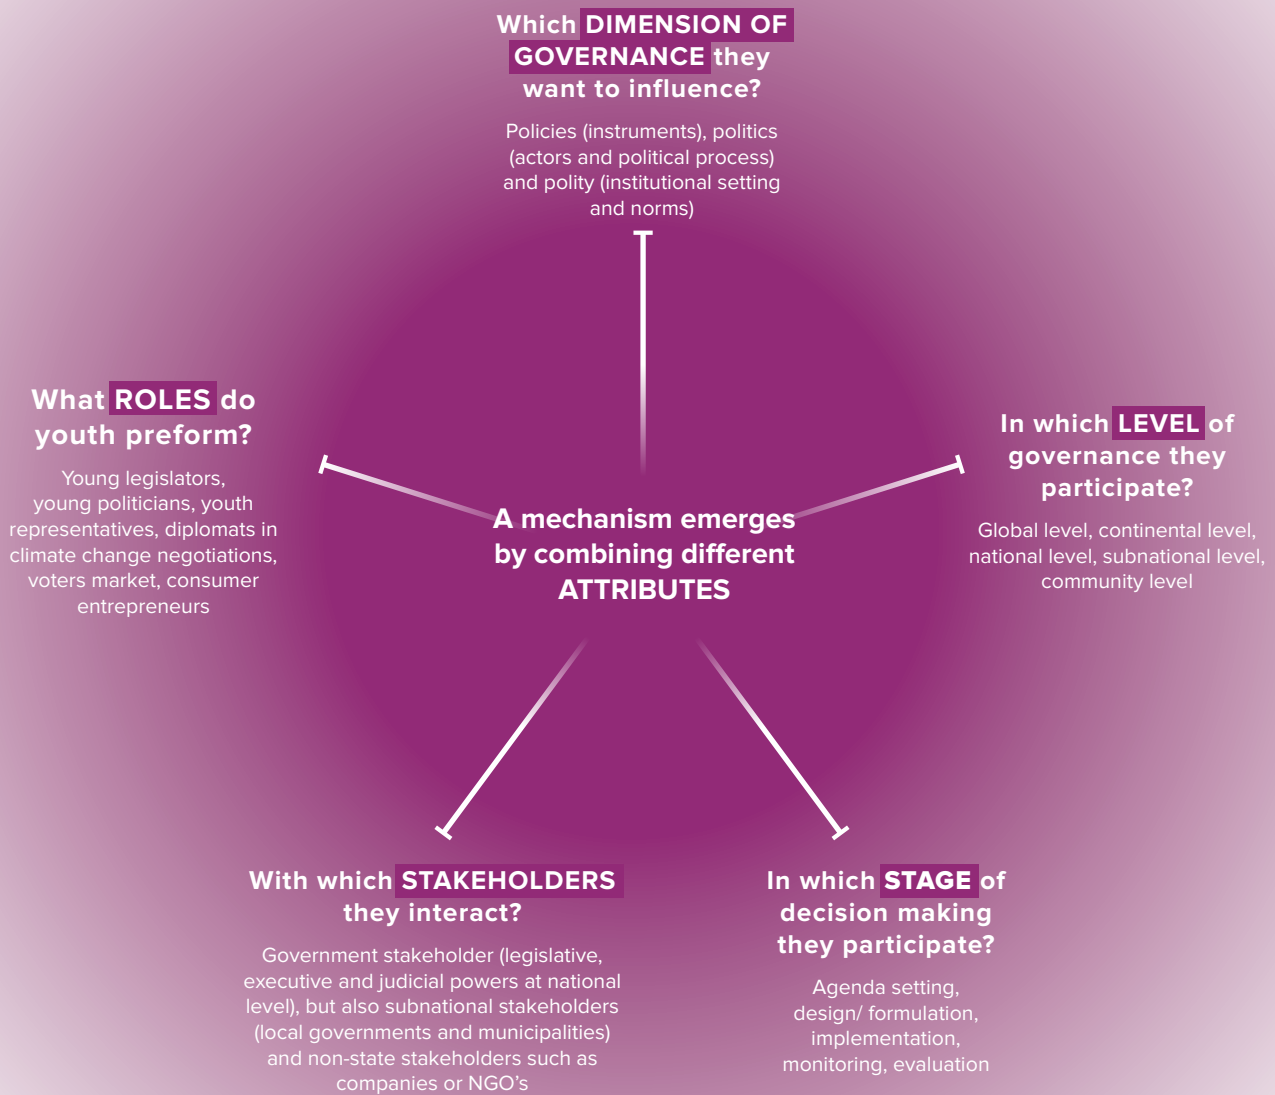 Which DIMENSION OF
GOVERNANCE they
want to influence?
Policies (instruments), politics
(actors and political process)
and polity (institutional setting
and norms)
What ROLES do
youth preform?
Young legislators,
young politicians, youth
representatives, diplomats in
climate change negotiations,
voters market, consumer
entrepreneurs
In which LEVEL of
governance they
participate?
Global level, continental level,
national level, subnational level,
community level
A mechanism emerges
by combining different
ATTRIBUTES
With which STAKEHOLDERS
they interact?
Government stakeholder (legislative,
executive and judicial powers at national
level), but also subnational stakeholders
(local governments and municipalities)
and non-state stakeholders such as
companies or NGO’s
In which STAGE of
decision making
they participate?
Agenda setting,
design/ formulation,
implementation,
monitoring, evaluation